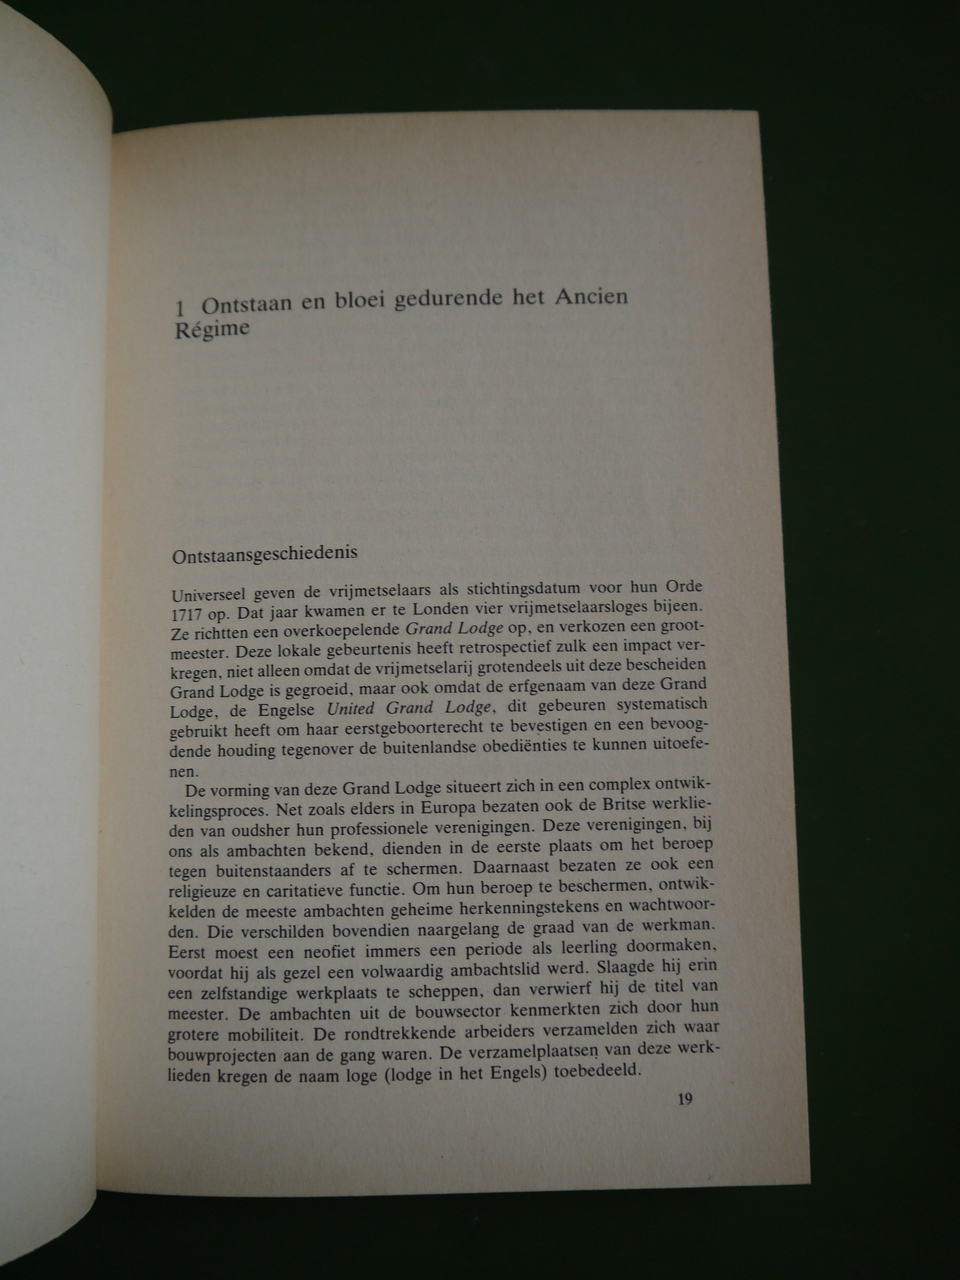 1 Ontstaan en bloei gedurende het Ancien
Régime
Ontstaansgeschiedenis
Universeel geven de vrijmetselaars als stichtingsdatum voor hun Orde
1717 op. Dat jaar kwamen er te Londen vier vrijmetselaarsloges bijeen.
Ze richtten een overkoepelende Grand Lodge op, en verkozen een groot-
meester. Deze lokale gebeurtenis heeft retrospectief zulk een impact ver-
kregen, niet alleen omdat de vrijmetselarij grotendeels uit deze bescheiden
Grand Lodge is gegroeid, maar ook omdat de erfgenaam van deze Grand
Lodge, de Engelse United Grand Lodge, dit gebeuren systematisch
gebruikt heeft om haar eerstgeboorterecht te bevestigen en een bevoog-
dende houding tegenover de buitenlandse obediënties te kunnen uitoefe-
nen.
De vorming van deze Grand Lodge situeert zich in een complex ontwik-
kelingsproces. Net zoals elders in Europa bezaten ook de Britse werklie-
den van oudsher hun professionele verenigingen. Deze verenigingen, bij
ons als ambachten bekend, dienden in de eerste plaats om het beroep
tegen buitenstaanders af te schermen. Daarnaast bezaten ze ook een
religieuze en caritatieve functie. Om hun beroep te beschermen, ontwik-
kelden de meeste ambachten geheime herkenningstekens en wachtwoor-
den. Die verschilden bovendien naargelang de graad van de werkman.
Eerst moest een neofiet immers een periode als leerling doormaken,
voordat hij als gezel een volwaardig ambachtslid werd. Slaagde hij erin
een zelfstandige werkplaats te scheppen, dan verwierf hij de titel van
meester. De ambachten uit de bouwsector kenmerkten zich door hun
grotere mobiliteit. De rondtrekkende arbeiders verzamelden zich waar
bouwprojecten aan de gang waren. De verzamelplaatsen van deze werk-
lieden kregen de naam loge (lodge in het Engels) toebedeeld.
19